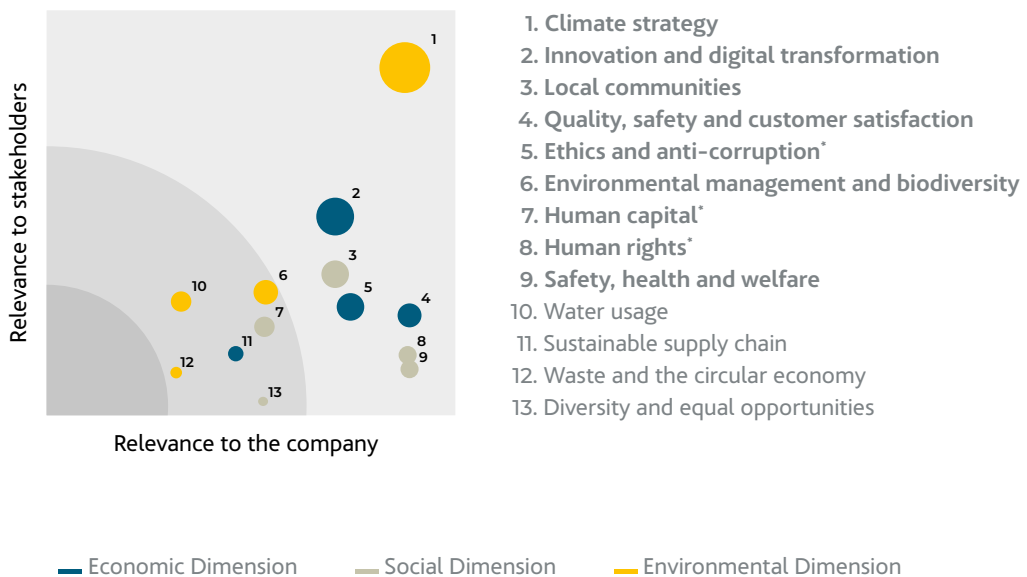 Relevance to stakeholders
1
2
3
4
5
6
7
8
9
10
11
12
13
Relevance to the company
1. Climate strategy
2. Innovation and digital transformation
3. Local communities
4. Quality, safety and customer satisfaction
5. Ethics and anti-corruption*
6. Environmental management and biodiversity
7. Human capital*
8. Human rights*
9. Safety, health and welfare
10. Water usage
11. Sustainable supply chain
12. Waste and the circular economy
13. Diversity and equal opportunities
Economic Dimension
Social Dimension
Environmental Dimension